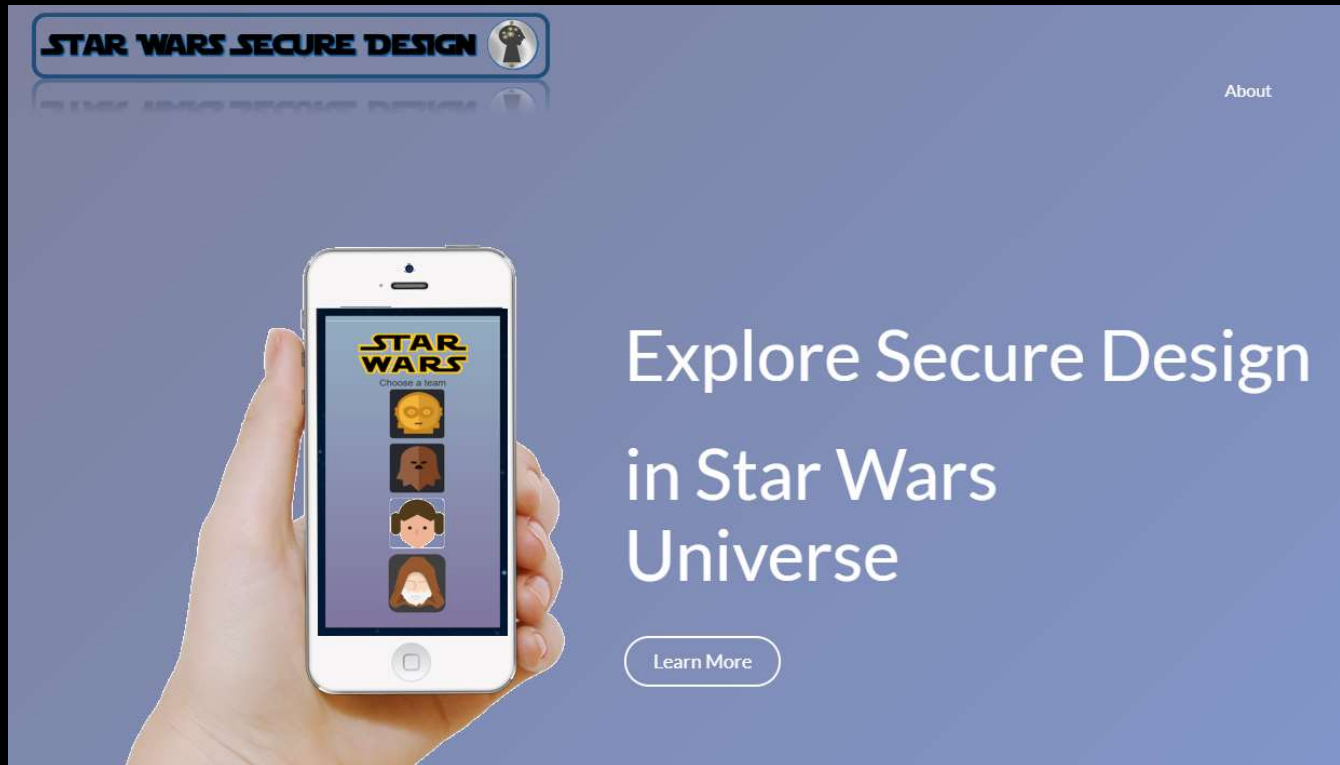 STAR WARS SECURE DESIGN
About
STAR
WARS
Choose a team
Explore Secure Design
in Star Wars
Universe
Learn More